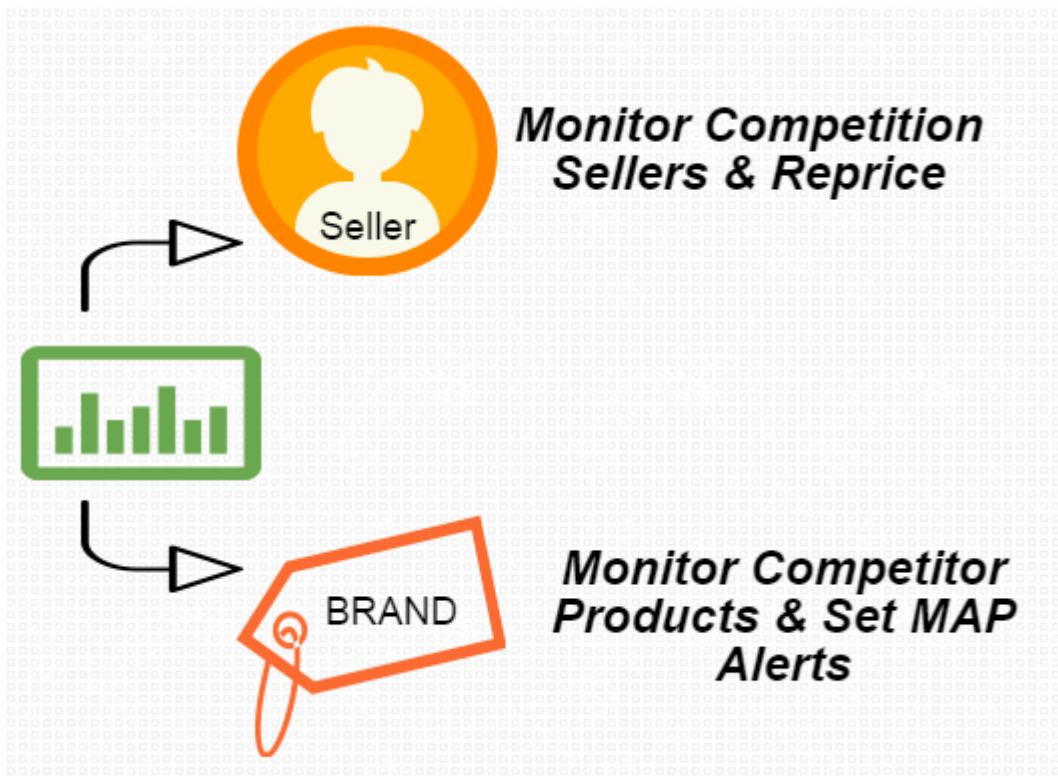 Monitor Competition
Sellers & Reprice
Seller
Monitor Competitor
Products & Set MAP
Alerts
BRAND